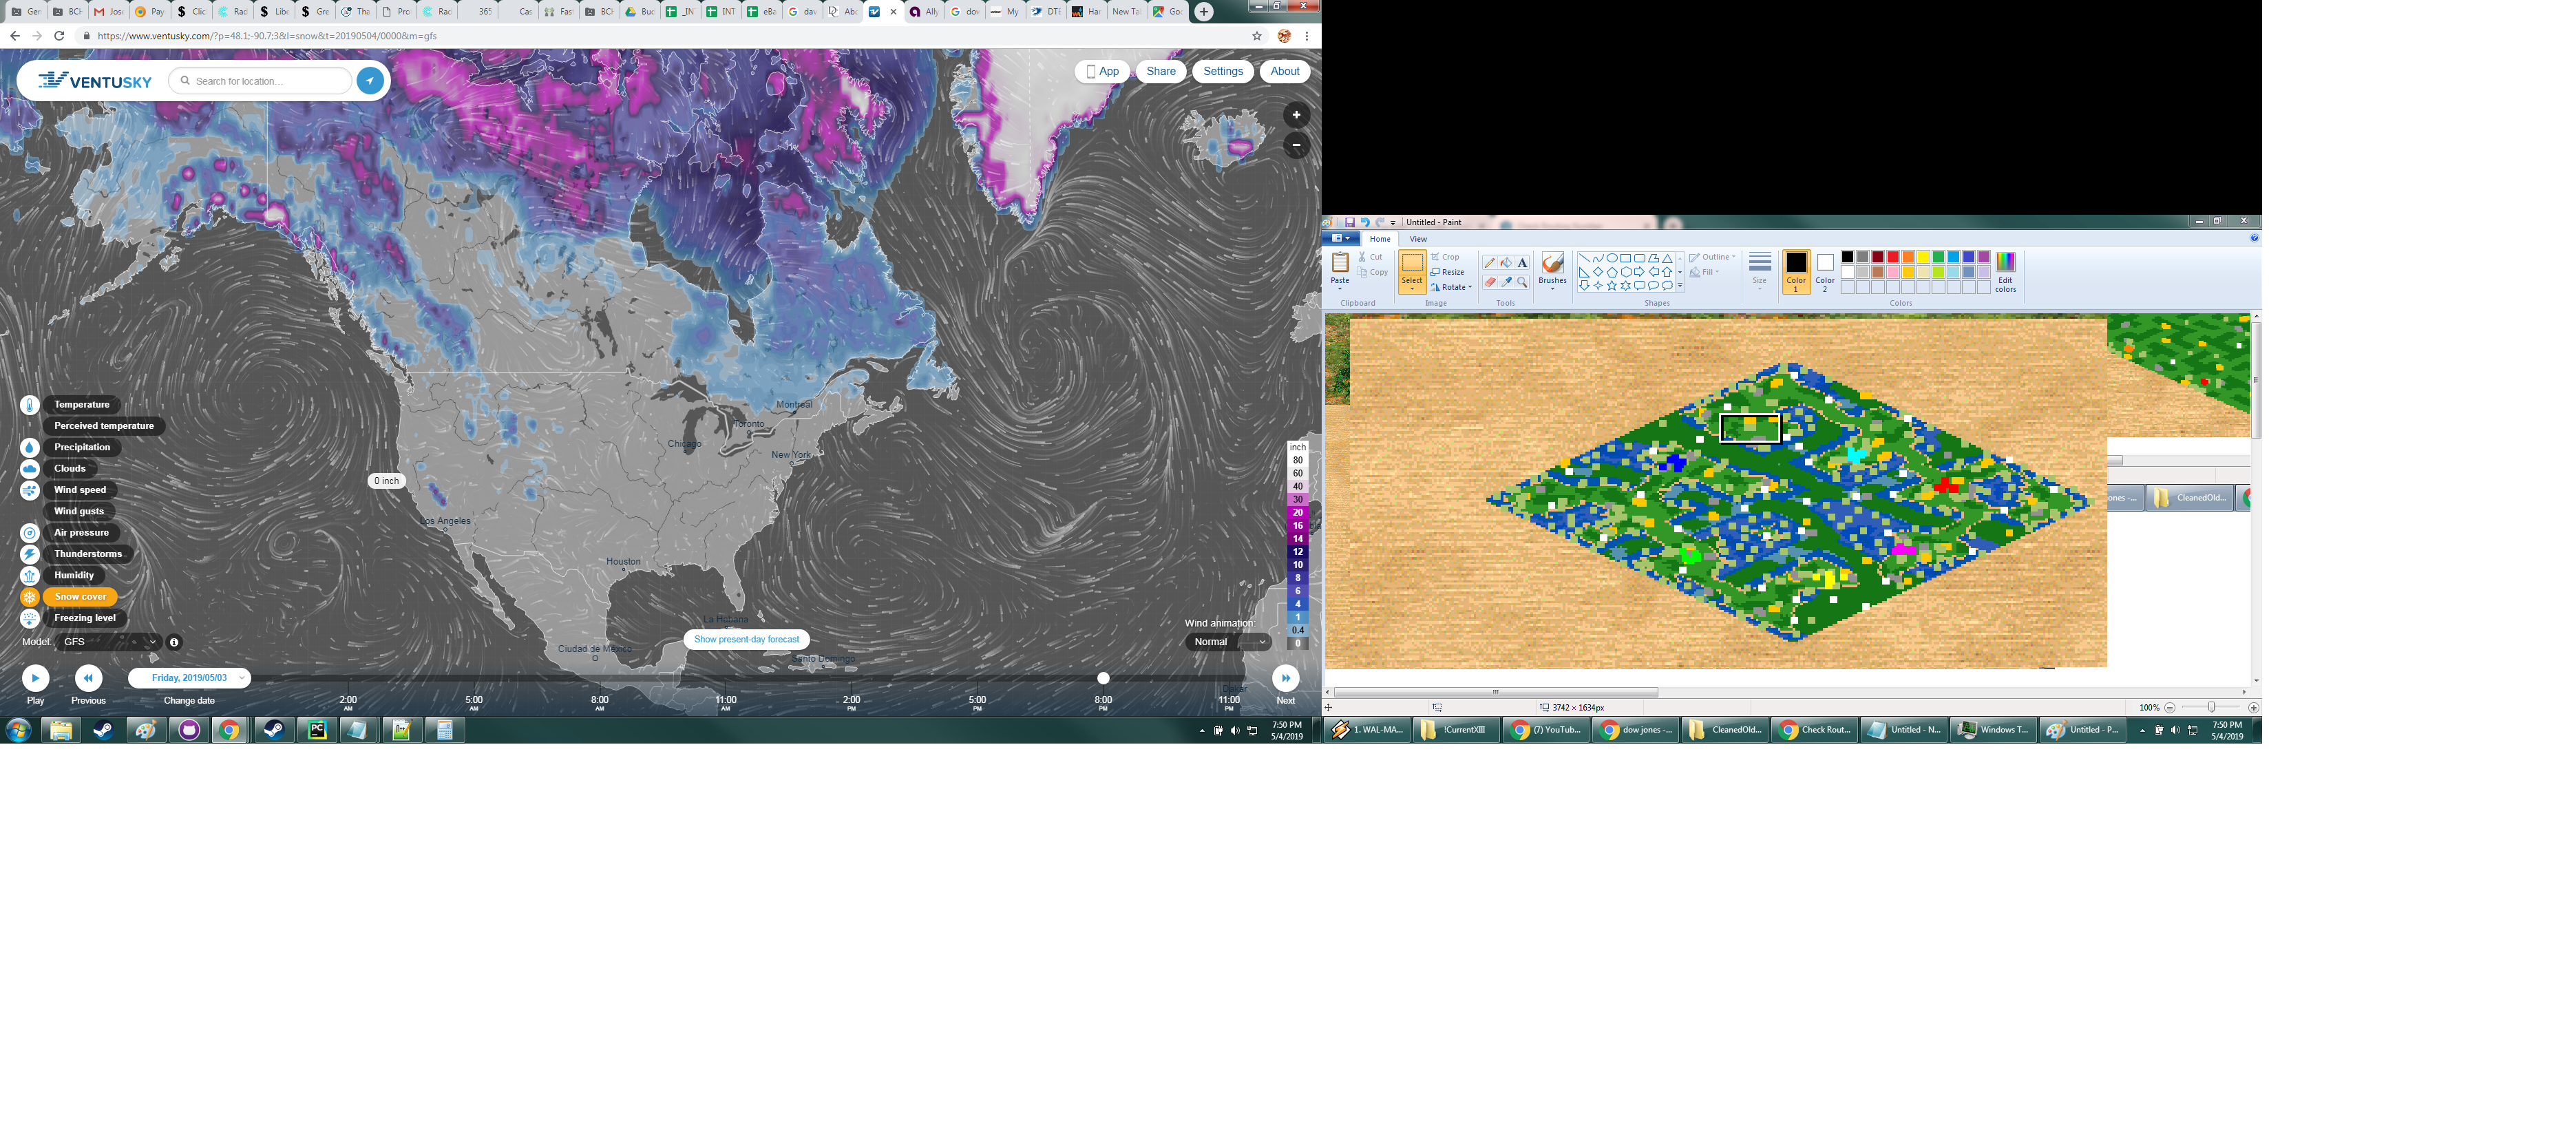 Ger
BCH
Jos
Pay
Clic
Rad
Libe
Gre
Tha
Pro
Rad
365
Cas
Fas
BCH
Bud
_IN
INT
eBa
dav
Abo
Ally
dov
My
DTI
Har
New Tal
Goo
https://www.ventusky.com/?p=48.1;-90.7;3&l=snow&t=20190504/0000&m=gfs
VENTUSKY
Search for location...
App
Share
Settings
About
+
−
Montreal
Toronto
Chicago
New York
0 inch
Los Angeles
Houston
La Habana
Ciudad de México
Santo Domingo
Dakar
Temperature
Perceived temperature
Precipitation
Clouds
Wind speed
Wind gusts
Air pressure
Thunderstorms
Humidity
Snow cover
Freezing level
Model: GFS
inch
80
60
40
30
20
16
14
12
10
8
6
4
1
0.4
0
Wind animation:
Normal
Show present-day forecast
Play
Previous
Friday, 2019/05/03
Change date
2:00 AM
5:00 AM
8:00 AM
11:00 AM
2:00 PM
5:00 PM
8:00 PM
11:00 PM
Next
7:50 PM
5/4/2019
Untitled - Paint
Home
View
Paste
Cut
Copy
Clipboard
Select
Crop
Resize
Rotate
Image
A
Tools
Brushes
Outline
Fill
Shapes
Size
Color 1
Color 2
Edit colors
Colors
ones -...
CleanedOld...
3742 × 1634px
100%
1. WAL-MA...
!CurrentXIII
(7) YouTub...
dow jones -...
CleanedOld...
Check Rout...
Untitled - N...
Windows T...
Untitled - P...
7:50 PM
5/4/2019